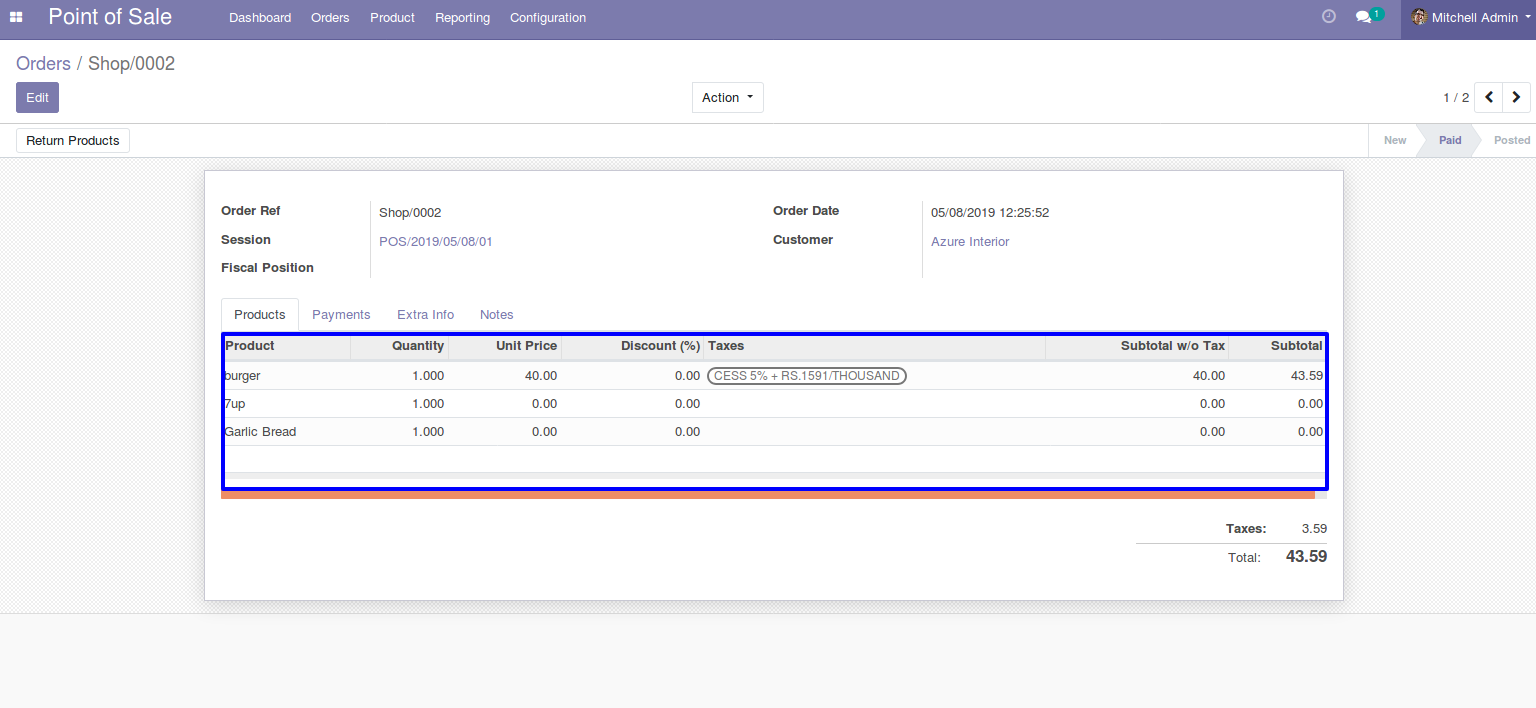 Point of Sale Dashboard Orders Product Reporting Configuration 1 Mitchell Admin
Orders / Shop/0002
Edit Action 1 / 2
Return Products New Paid Posted
Order Ref Shop/0002 Order Date 05/08/2019 12:25:52
Session POS/2019/05/08/01 Customer Azure Interior
Fiscal Position
Products Payments Extra Info Notes
Product Quantity Unit Price Discount (%) Taxes Subtotal w/o Tax Subtotal
burger 1.000 40.00 0.00 CESS 5% + RS.1591/THOUSAND 40.00 43.59
7up 1.000 0.00 0.00 0.00 0.00
Garlic Bread 1.000 0.00 0.00 0.00 0.00
Taxes: 3.59
Total: 43.59